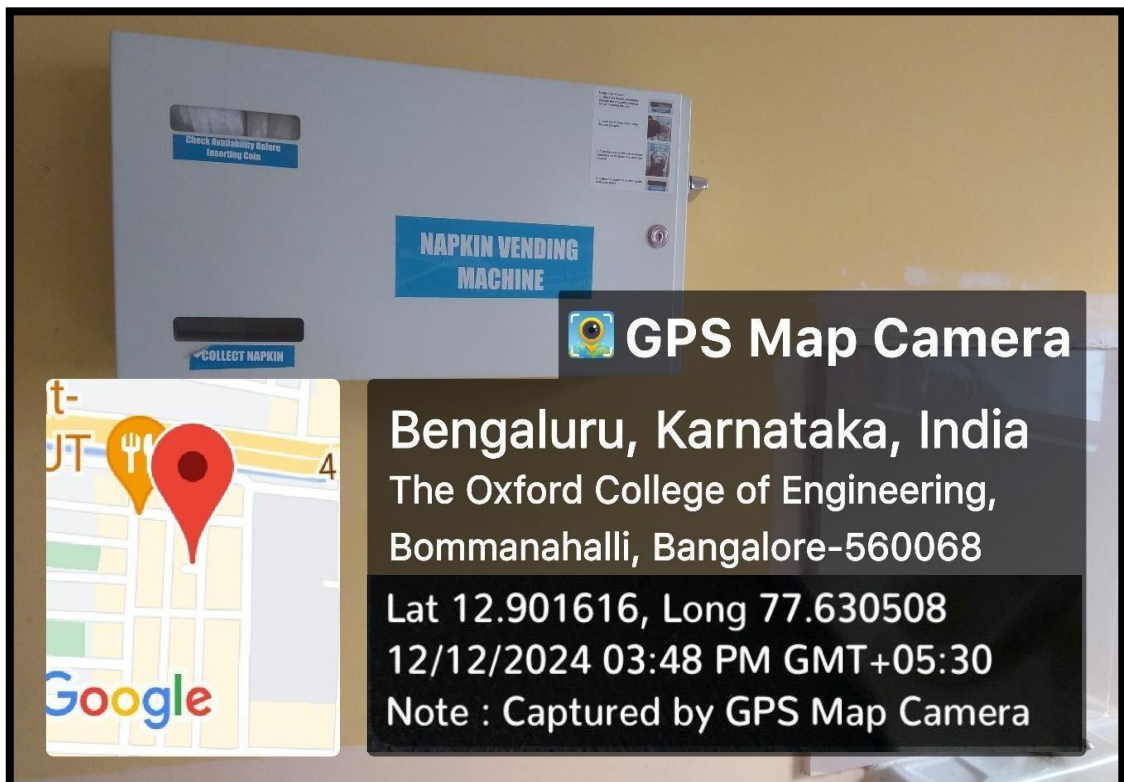 Check Availability Before
Inserting Coin
NAPKIN VENDING
MACHINE
COLLECT NAPKIN
GPS Map Camera
t-
JT
4
Google
Bengaluru, Karnataka, India
The Oxford College of Engineering,
Bommanahalli, Bangalore-560068
Lat 12.901616, Long 77.630508
12/12/2024 03:48 PM GMT+05:30
Note : Captured by GPS Map Camera